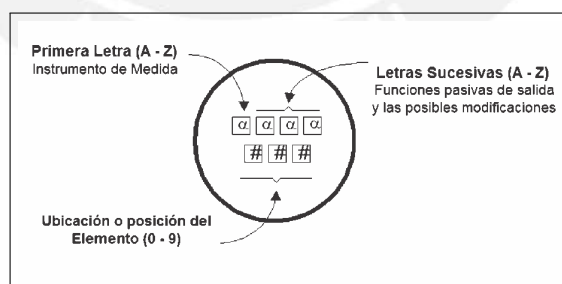 Primera Letra (A - Z)
Instrumento de Medida
Letras Sucesivas (A - Z)
Funciones pasivas de salida
y las posibles modificaciones
α α α α
# # #
Ubicación o posición del
Elemento (0 - 9)